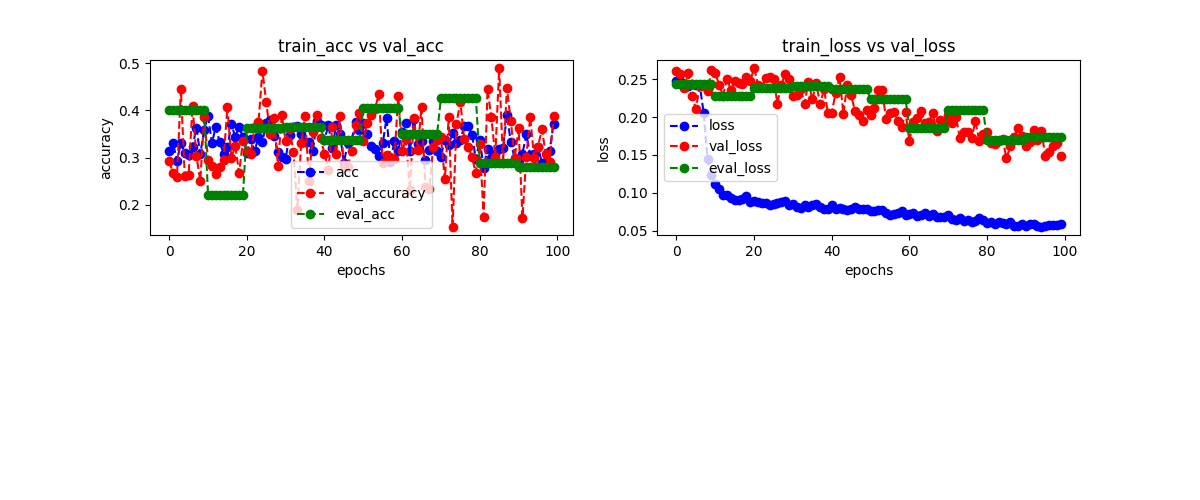 train_acc vs val_acc
accuracy
0.5
0.4
0.3
0.2
acc
val_accuracy
eval_acc
0 20 40 60 80 100
epochs
train_loss vs val_loss
loss
0.25
0.20
0.15
0.10
0.05
loss
val_loss
eval_loss
0 20 40 60 80 100
epochs